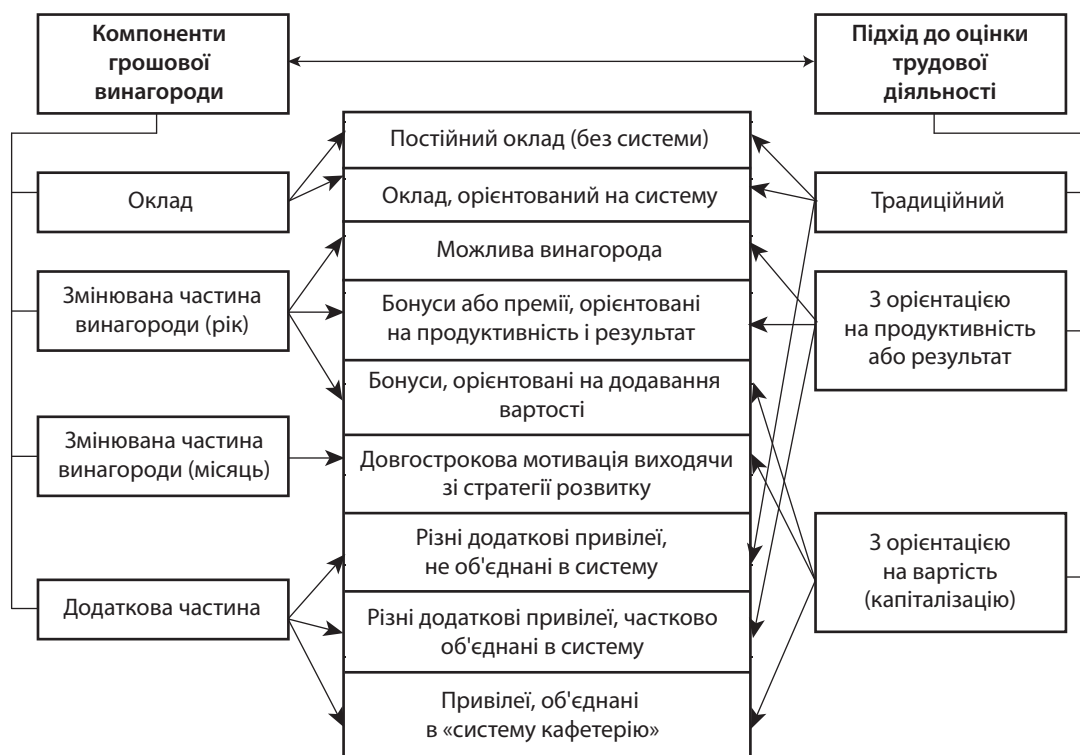 Компоненти
грошової
винагороди
Підхід до оцінки
трудової
діяльності
Постійний оклад (без системи)
Оклад
Оклад, орієнтований на систему
Традиційний
Можлива винагорода
Змінювана частина
винагороди (рік)
Бонуси або премії, орієнтовані
на продуктивність і результат
З орієнтацією
на продуктивність
або результат
Бонуси, орієнтовані на додавання
вартості
Змінювана частина
винагороди (місяць)
Довгострокова мотивація виходячи
зі стратегії розвитку
Різні додаткові привілеї,
не об'єднані в систему
З орієнтацією
на вартість
(капіталізацію)
Додаткова частина
Різні додаткові привілеї, частково
об'єднані в систему
Привілеї, об'єднані
в «систему кафетерію»